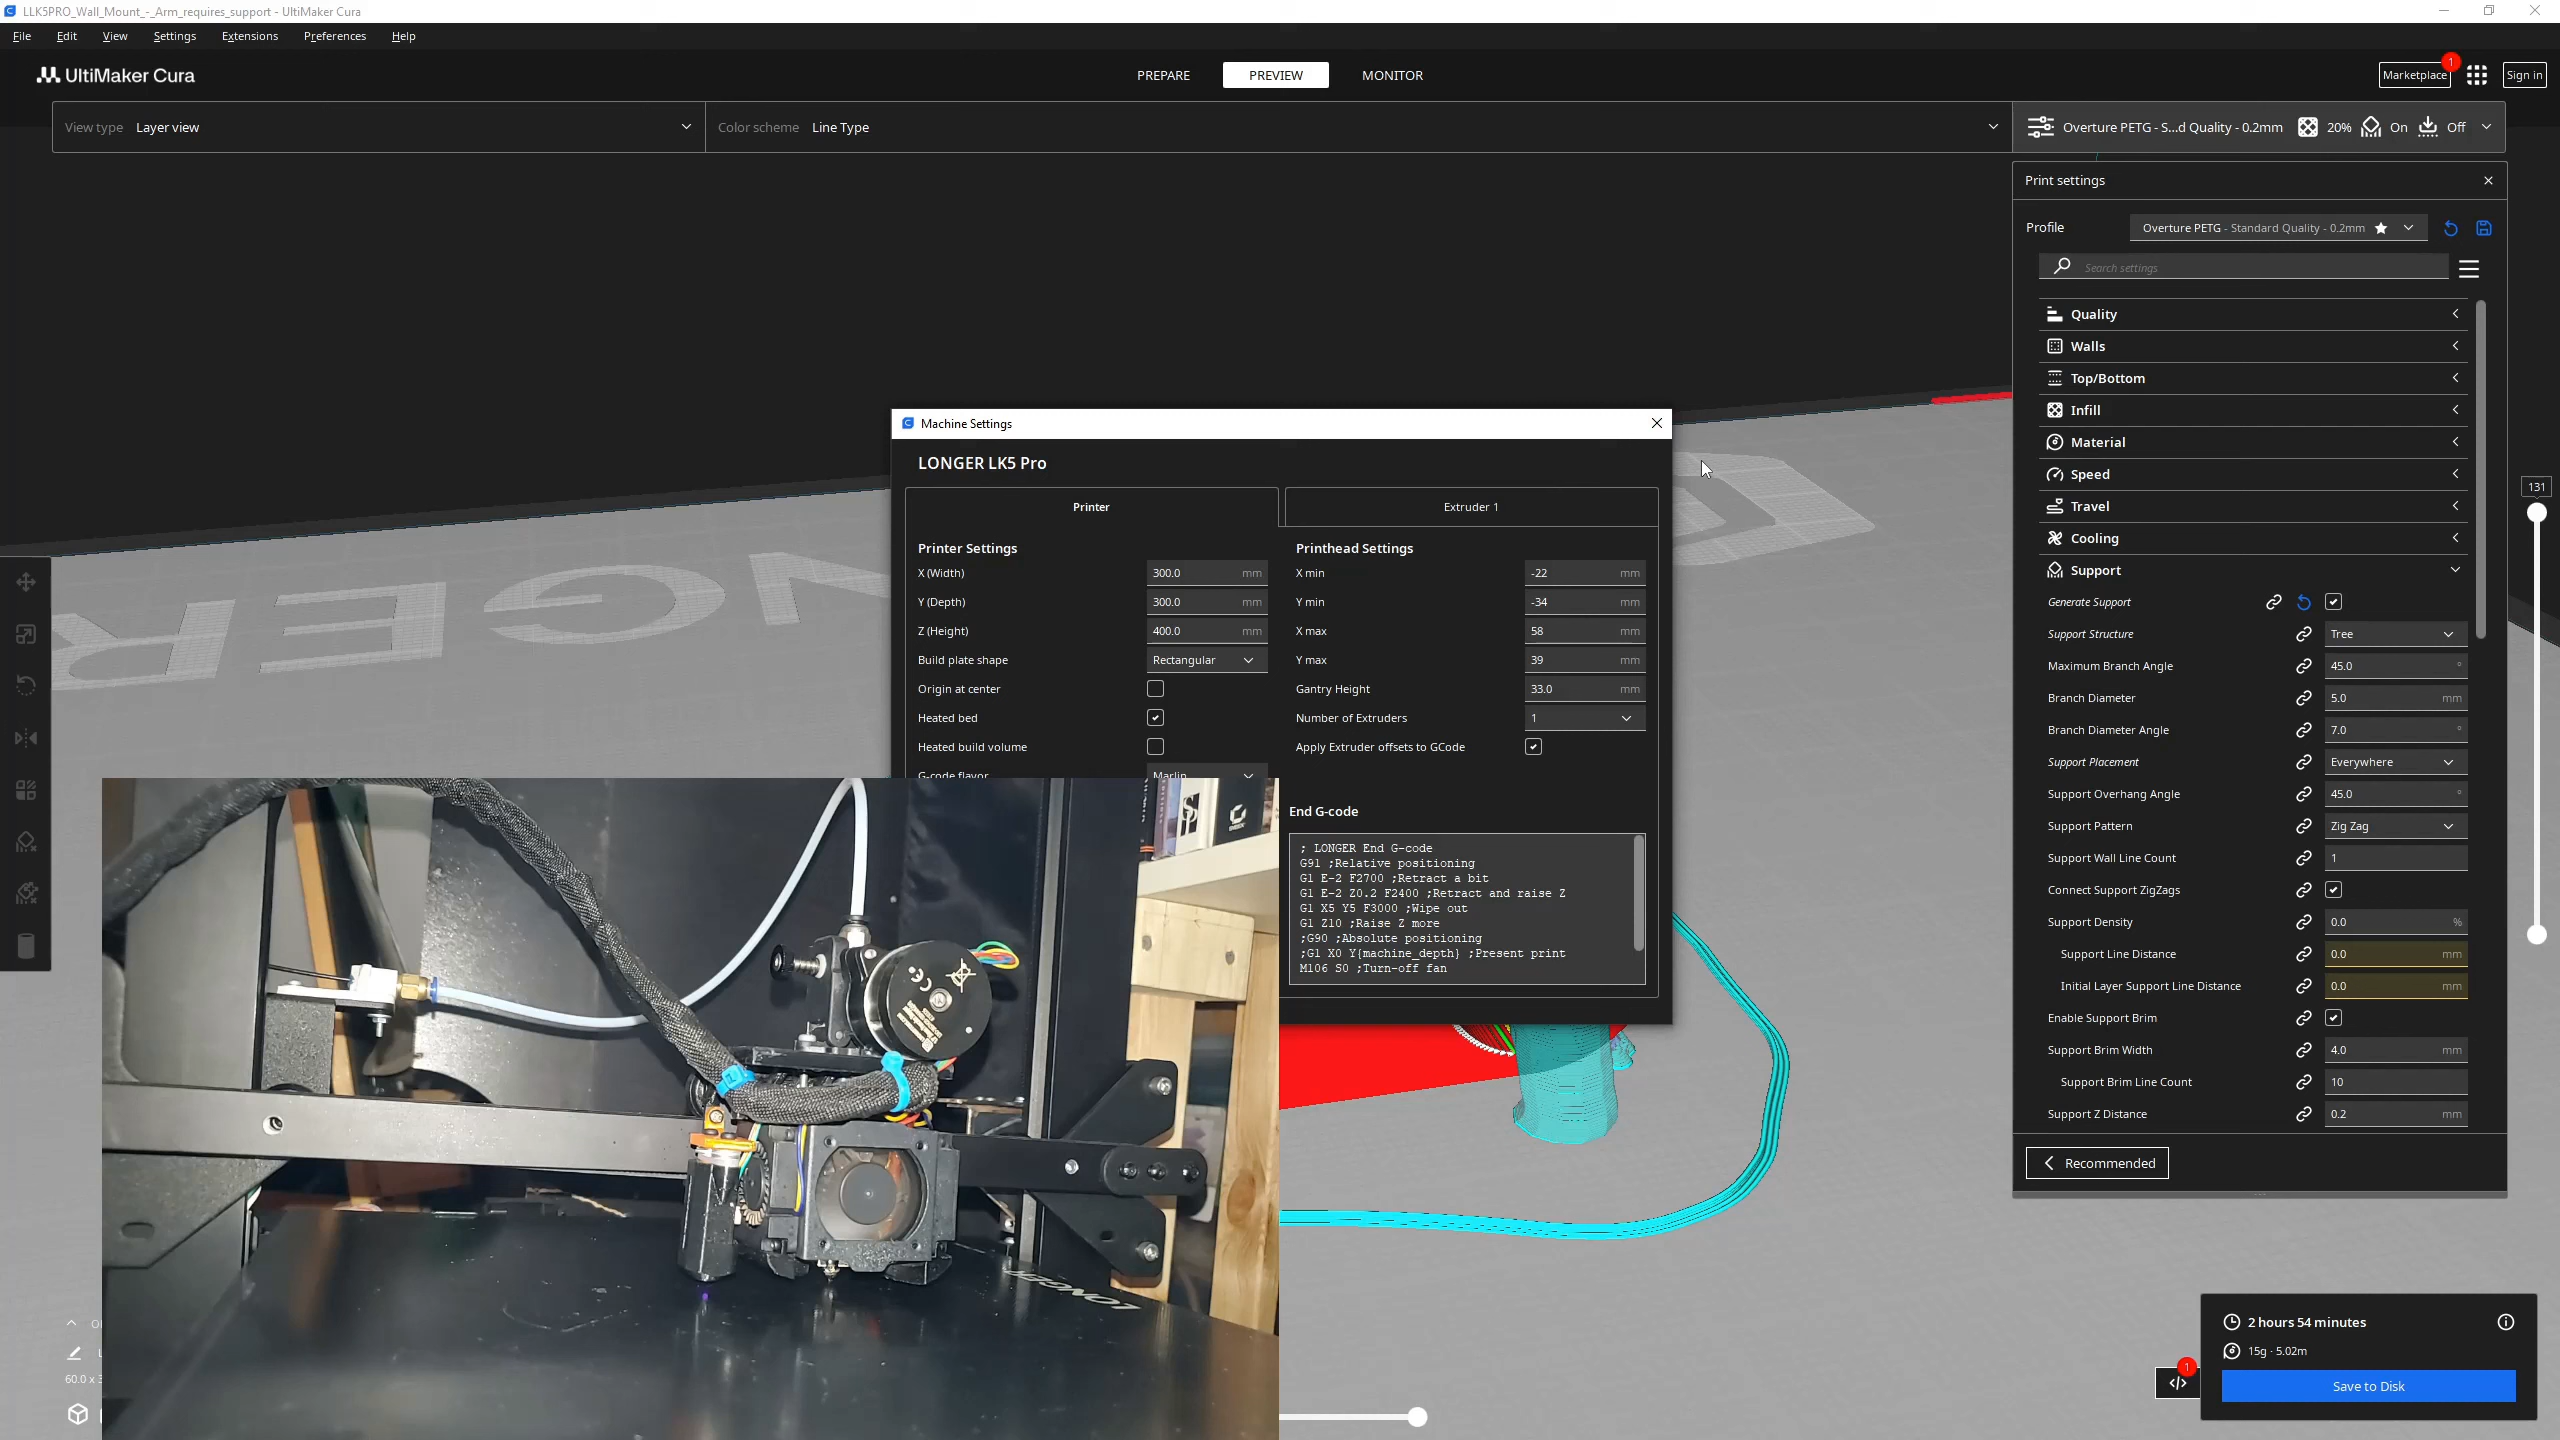 LLK5PRO_Wall_Mount_-_Arm_requires_support - UltiMaker Cura
File Edit View Settings Extensions Preferences Help
UltiMaker Cura
PREPARE PREVIEW MONITOR
Marketplace 1 Sign in
View type Layer view
Color scheme Line Type
Overture PETG - S...d Quality - 0.2mm 20% On Off
Print settings
Profile Overture PETG - Standard Quality - 0.2mm
Search settings
Quality
Walls
Top/Bottom
Infill
Material
Speed
Travel
Cooling
Support
Generate Support
Support Structure Tree
Maximum Branch Angle 45.0 °
Branch Diameter 5.0 mm
Branch Diameter Angle 7.0 °
Support Placement Everywhere
Support Overhang Angle 45.0 °
Support Pattern Zig Zag
Support Wall Line Count 1
Connect Support ZigZags
Support Density 0.0 %
Support Line Distance 0.0 mm
Initial Layer Support Line Distance 0.0 mm
Enable Support Brim
Support Brim Width 4.0 mm
Support Brim Line Count 10
Support Z Distance 0.2 mm
Recommended
131
Machine Settings
LONGER LK5 Pro
Printer
Extruder 1
Printer Settings
X (Width) 300.0 mm
Y (Depth) 300.0 mm
Z (Height) 400.0 mm
Build plate shape Rectangular
Origin at center
Heated bed
Heated build volume
G-code flavor Marlin
Printhead Settings
X min -22 mm
Y min -34 mm
X max 58 mm
Y max 39 mm
Gantry Height 33.0 mm
Number of Extruders 1
Apply Extruder offsets to GCode
End G-code
; LONGER End G-code
G91 ;Relative positioning
G1 E-2 F2700 ;Retract a bit
G1 E-2 Z0.2 F2400 ;Retract and raise Z
G1 X5 Y5 F3000 ;Wipe out
G1 Z10 ;Raise Z more
;G90 ;Absolute positioning
;G1 X0 Y{machine_depth} ;Present print
M106 S0 ;Turn-off fan
LONGER
60.0 x
2 hours 54 minutes
15g · 5.02m
1
Save to Disk